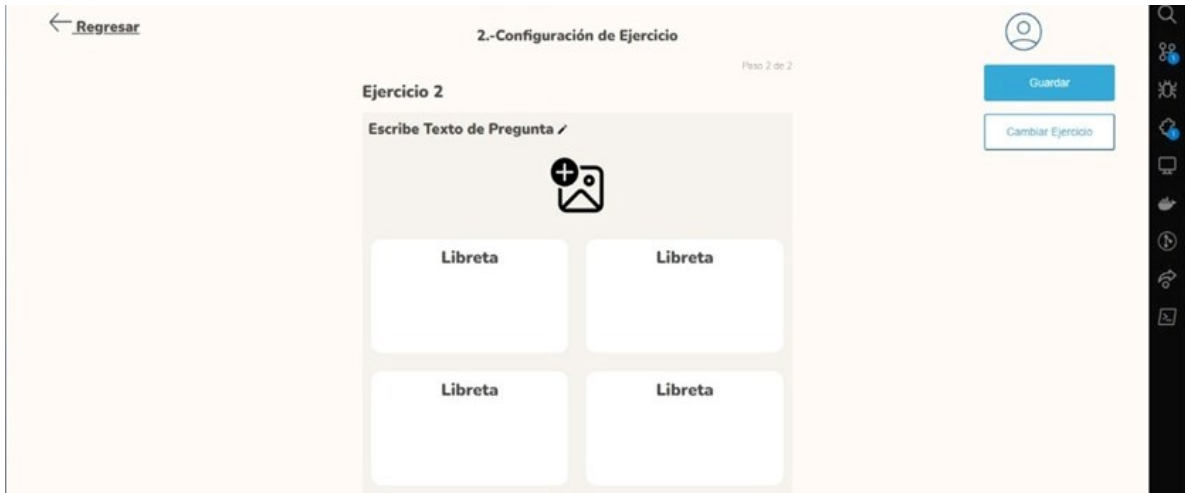 Regresar
2.-Configuración de Ejercicio
Paso 2 de 2
Guardar
Ejercicio 2
Cambiar Ejercicio
Escribe Texto de Pregunta
Libreta
Libreta
Libreta
Libreta